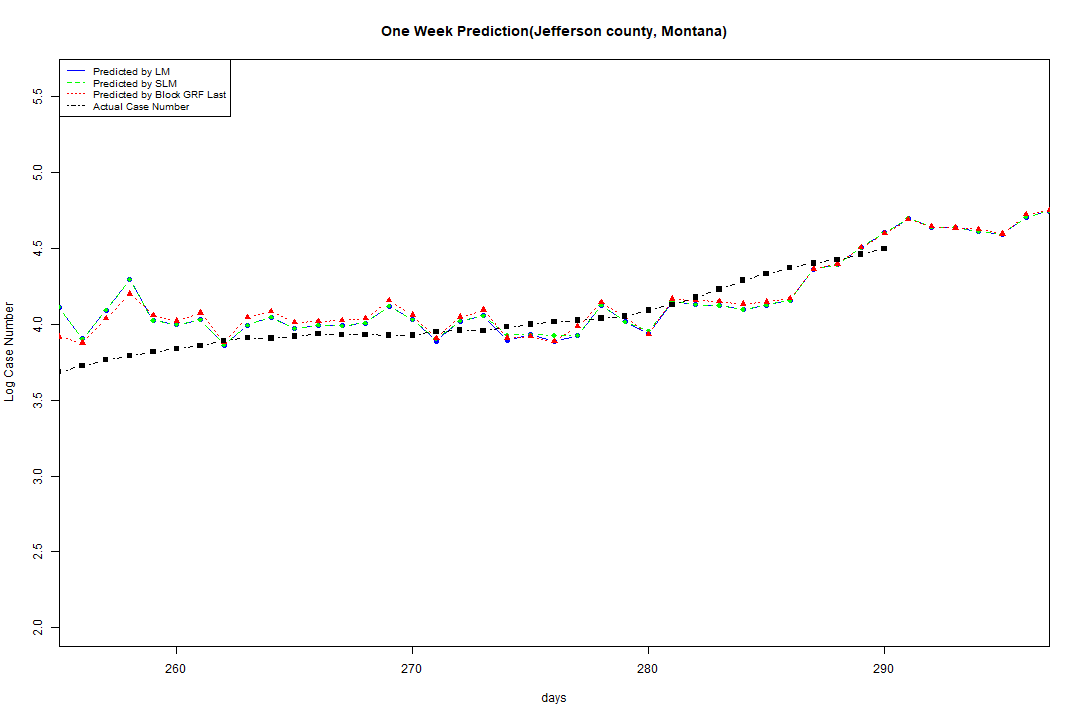 One Week Prediction(Jefferson county, Montana)
Predicted by LM
Predicted by SLM
Predicted by Block GRF Last
Actual Case Number
5.5
5.0
4.5
4.0
3.5
3.0
2.5
2.0
Log Case Number
260 270 280 290
days